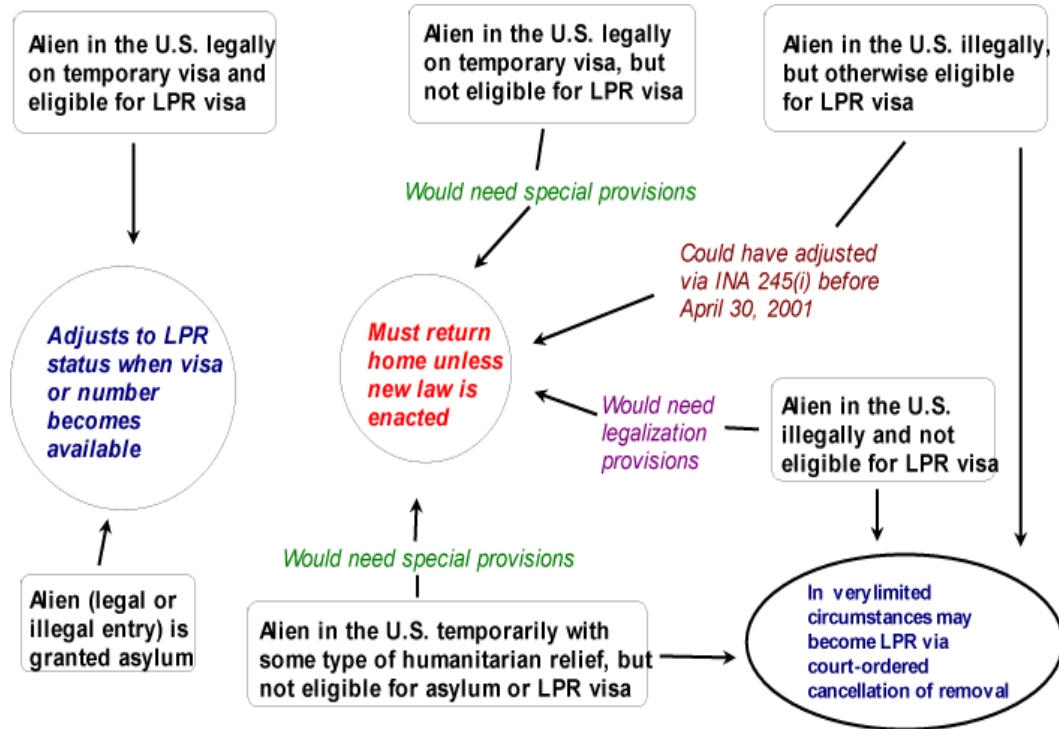 Alien in the U.S. legally
on temporary visa and
eligible for LPR visa
Alien in the U.S. legally
on temporary visa, but
not eligible for LPR visa
Alien in the U.S. illegally,
but otherwise eligible
for LPR visa
Would need special provisions
Could have adjusted
via INA 245(i) before
April 30, 2001
Adjusts to LPR
status when visa
or number
becomes
available
Must return
home unless
new law is
enacted
Would need
legalization
provisions
Alien in the U.S.
illegally and not
eligible for LPR visa
Would need special provisions
Alien (legal or
illegal entry) is
granted asylum
Alien in the U.S. temporarily with
some type of humanitarian relief, but
not eligible for asylum or LPR visa
In very limited
circumstances may
become LPR via
court-ordered
cancellation of removal